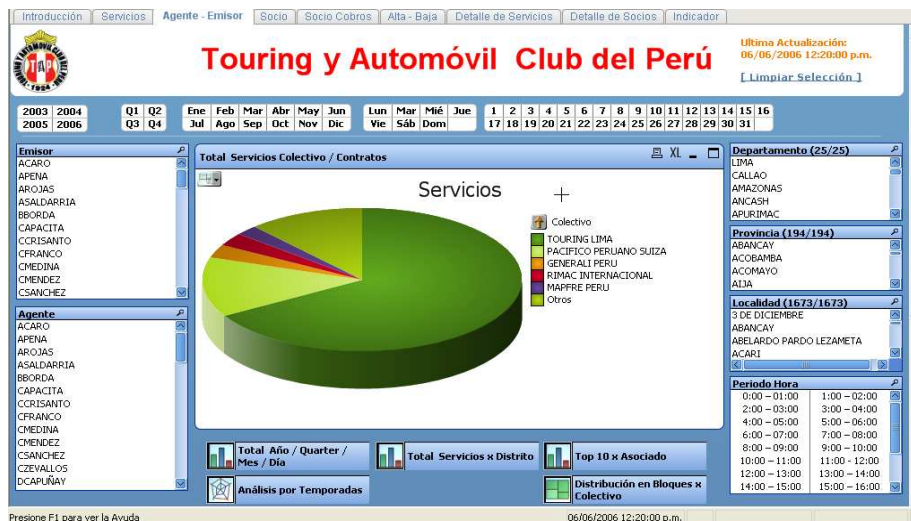 Introducción Servicios Agente - Emisor Socio Socio Cobros Alta - Baja Detalle de Servicios Detalle de Socios Indicador
Touring y Automóvil Club del Perú
Ultima Actualización:
06/06/2006 12:20:00 p.m.
[ Limpiar Selección ]
TAP
1924
2003 2004
2005 2006
Q1 Q2
Q3 Q4
Ene Feb Mar Abr May Jun
Jul Ago Sep Oct Nov Dic
Lun Mar Mié Jue
Vie Sáb Dom
1 2 3 4 5 6 7 8 9 10 11 12 13 14 15 16
17 18 19 20 21 22 23 24 25 26 27 28 29 30 31
Emisor
ACARO
APENA
AROJAS
ASALDARRIA
BBORDA
CAPACITA
CCRISANTO
CFRANCO
CMEDINA
CMENDEZ
CSANCHEZ
Agente
ACARO
APENA
AROJAS
ASALDARRIA
BBORDA
CAPACITA
CCRISANTO
CFRANCO
CMEDINA
CMENDEZ
CSANCHEZ
CZEVALLOS
DCAPUÑAY
Total Servicios Colectivo / Contratos
XL
Servicios
Colectivo
TOURING LIMA
PACIFICO PERUANO SUIZA
GENERALI PERU
RIMAC INTERNACIONAL
MAPFRE PERU
Otros
Total Año / Quarter /
Mes / Día
Total Servicios x Distrito
Top 10 x Asociado
Análisis por Temporadas
Distribución en Bloques x
Colectivo
Departamento (25/25)
LIMA
CALLAO
AMAZONAS
ANCASH
APURIMAC
Provincia (194/194)
ABANCAY
ACOBAMBA
ACOMAYO
AIJA
Localidad (1673/1673)
3 DE DICIEMBRE
ABANCAY
ABELARDO PARDO LEZAMETA
ACARI
Periodo Hora
0:00 – 01:00 1:00 – 02:00
2:00 – 03:00 3:00 – 04:00
4:00 – 05:00 5:00 – 06:00
6:00 – 07:00 7:00 – 08:00
8:00 – 09:00 9:00 – 10:00
10:00 – 11:00 11:00 - 12:00
12:00 – 13:00 13:00 – 14:00
14:00 – 15:00 15:00 – 16:00
Presione F1 para ver la Ayuda
06/06/2006 12:20:00 p.m.